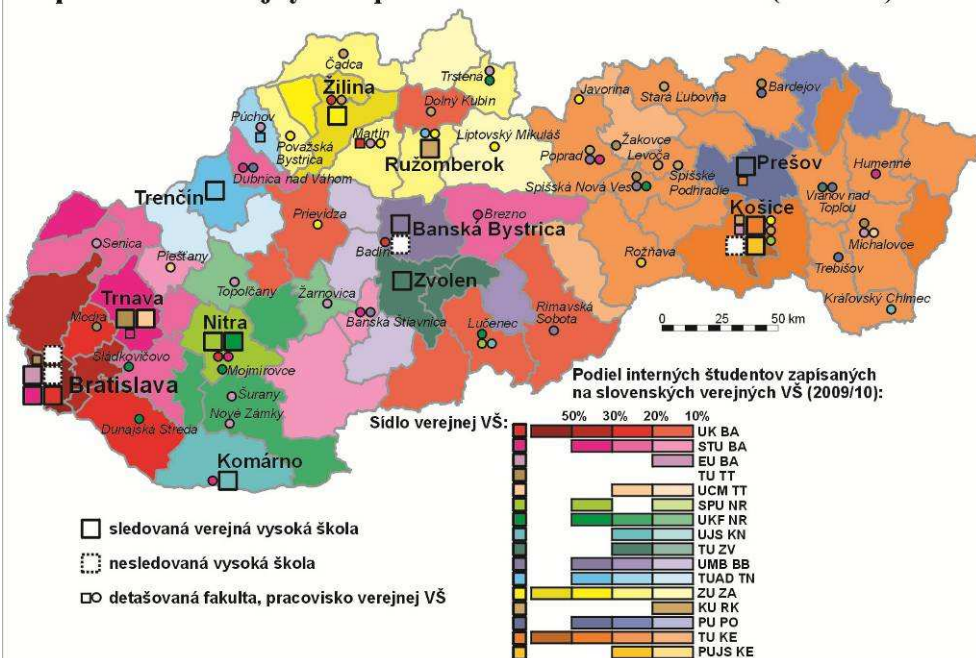 Čadca
Trstená
Žilina
Dolný Kubín
Javorina
Stará Ľubovňa
Bardejov
Púchov
Považská
Bystrica
Martin
Liptovský Mikuláš
Ružomberok
Poprad
Žakovce
Levoča
Spišské
Podhradie
Prešov
Humenné
Dubnica nad Váhom
Trenčín
Spišská Nová Ves
Košice
Vranov nad
Topľou
Prievidza
Banská Bystrica
Brezno
Badín
Michalovce
Senica
Piešťany
Rožňava
Trebišov
Topoľčany
Žarnovica
Zvolen
Kráľovský Chlmec
Trnava
Modra
Nitra
Banská Štiavnica
Lučenec
Rimavská
Sobota
0 25 50 km
Sládkovičovo
Mojmírovce
Bratislava
Šurany
Nové Zámky
Dunajská Streda
Komárno
Podiel interných študentov zapísaných
na slovenských verejných VŠ (2009/10):
Sídlo verejnej VŠ:
50% 30% 20% 10%
UK BA
STU BA
EU BA
TU TT
UCM TT
SPU NR
UKF NR
UJS KN
TU ZV
UMB BB
TUAD TN
ZU ZA
KU RK
PU PO
TU KE
PUJS KE
sledovaná verejná vysoká škola
nesledovaná vysoká škola
detašovaná fakulta, pracovisko verejnej VŠ